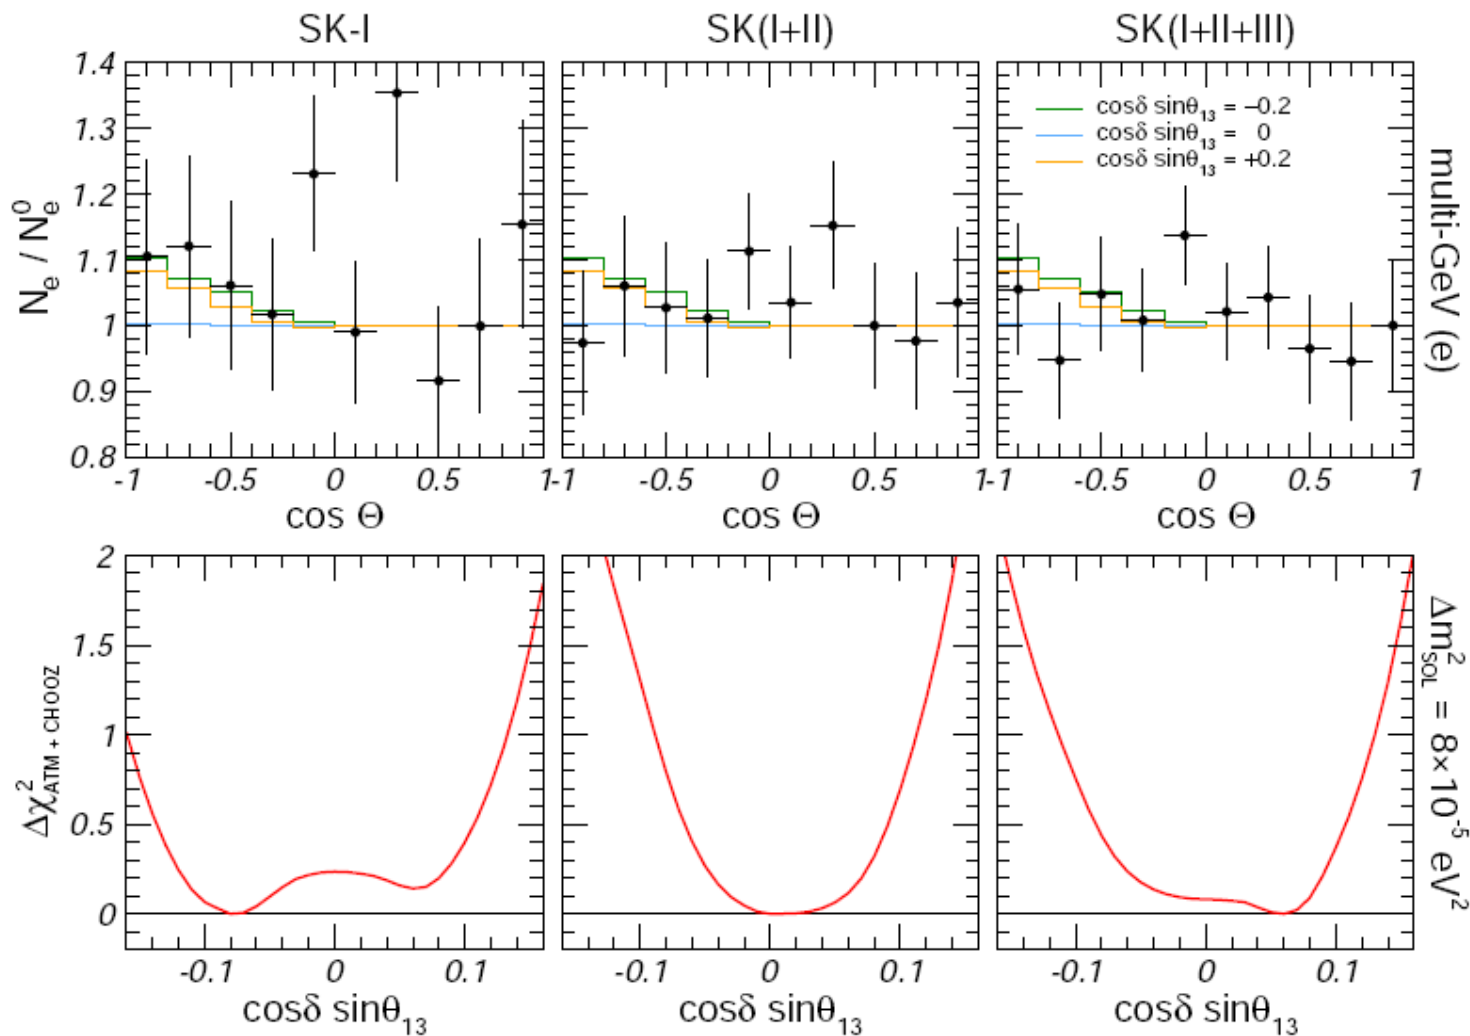 SK-I
SK(I+II)
SK(I+II+III)
N_e / N_e^0
1.4
1.3
1.2
1.1
1
0.9
0.8
cosδ sinθ13 = –0.2
cosδ sinθ13 = 0
cosδ sinθ13 = +0.2
multi-GeV (e)
-1 -0.5 0 0.5 1
-1 -0.5 0 0.5 1
-1 -0.5 0 0.5 1
cos Θ
cos Θ
cos Θ
Δχ²ATM + CHOOZ
2
1.5
1
0.5
0
Δm²SOL = 8×10⁻⁵ eV²
-0.1 0 0.1
-0.1 0 0.1
-0.1 0 0.1
cosδ sinθ13
cosδ sinθ13
cosδ sinθ13